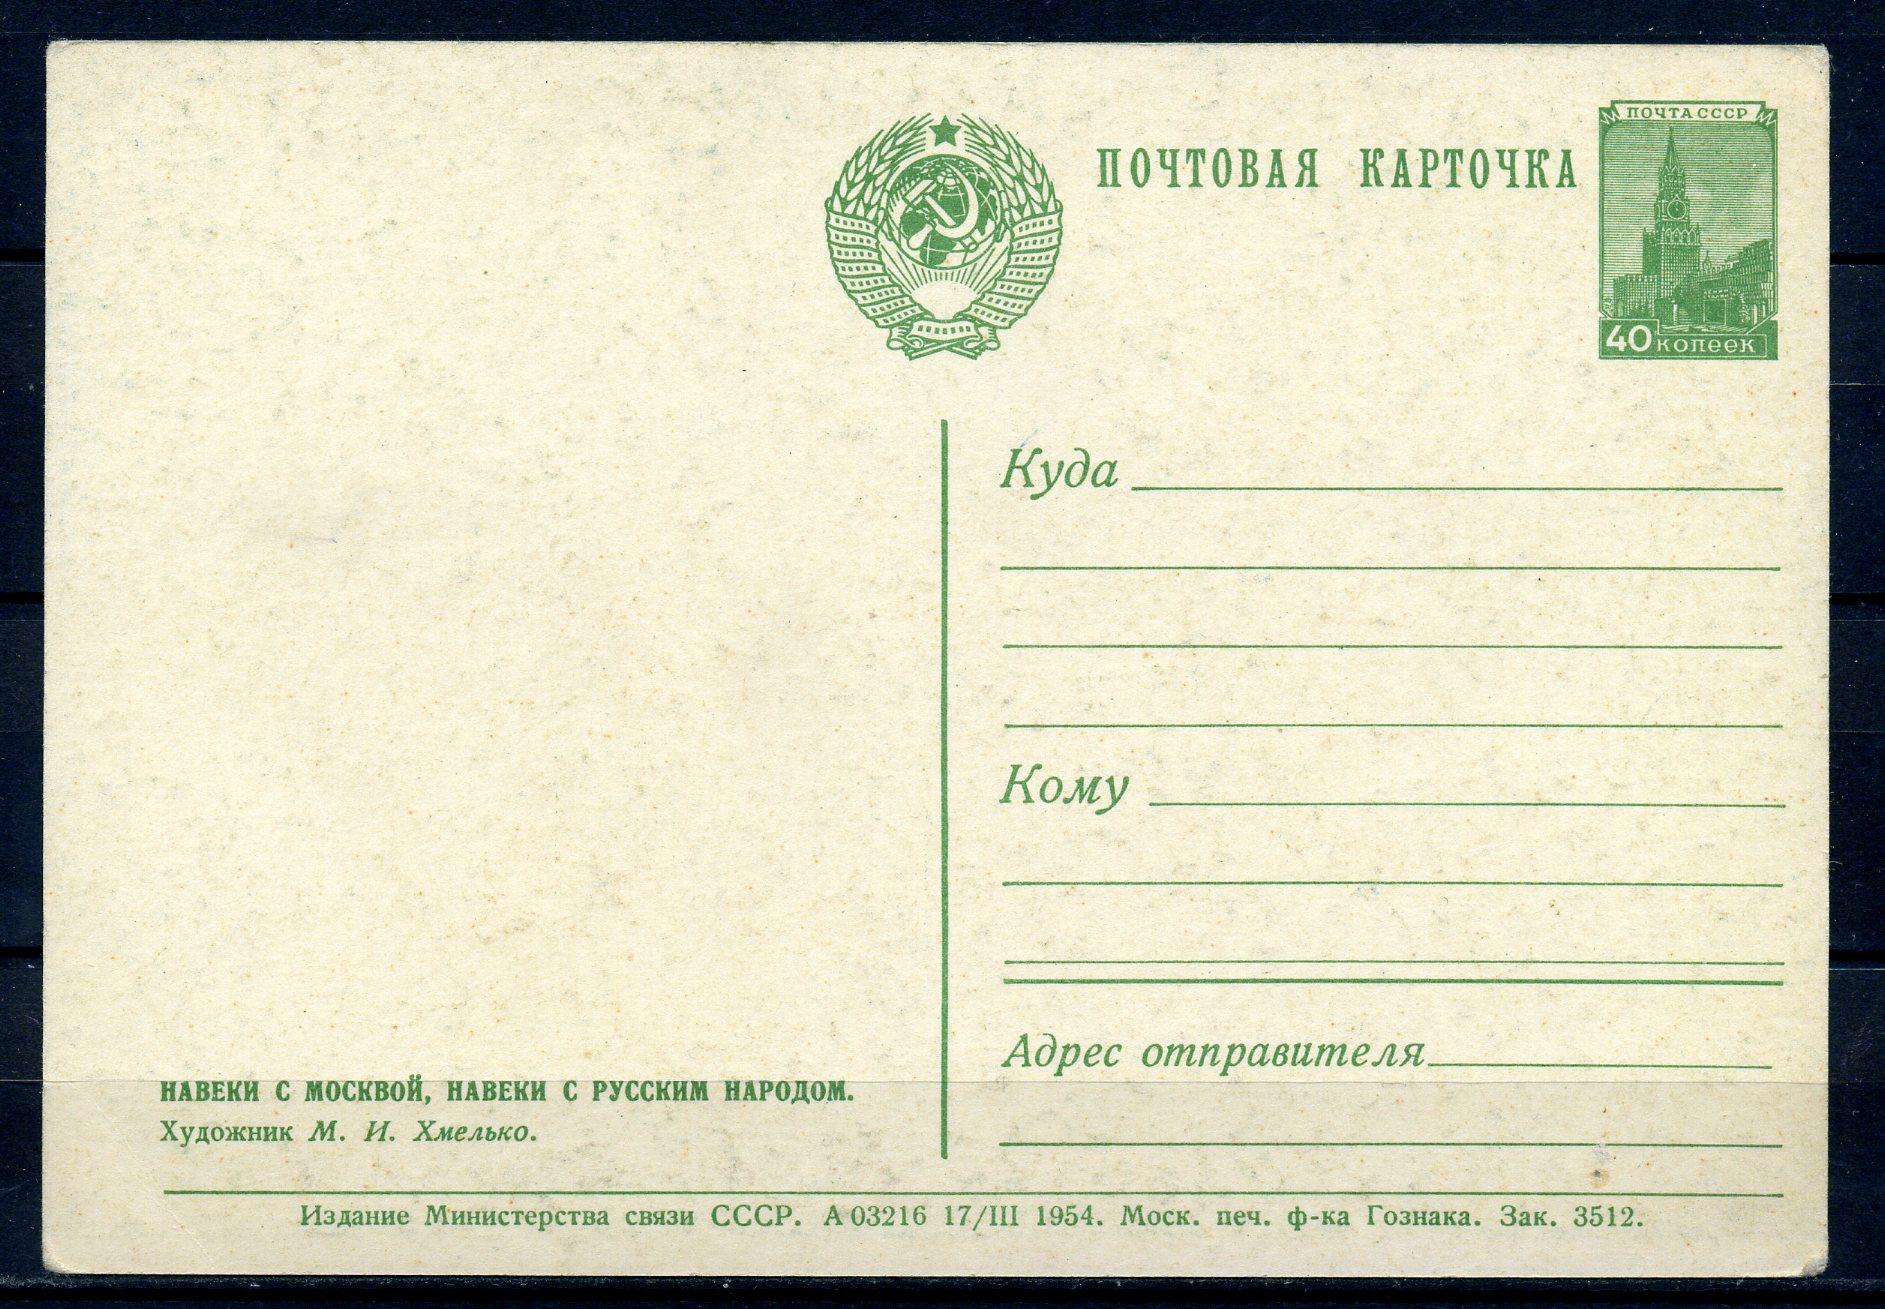 ПОЧТА СССР
ПОЧТОВАЯ КАРТОЧКА
40 КОПЕЕК
Куда
Кому
Адрес отправителя
НАВЕКИ С МОСКВОЙ, НАВЕКИ С РУССКИМ НАРОДОМ.
Художник М. И. Хмелько.
Издание Министерства связи СССР. А 03216 17/III 1954. Моск. печ. ф-ка Гознака. Зак. 3512.